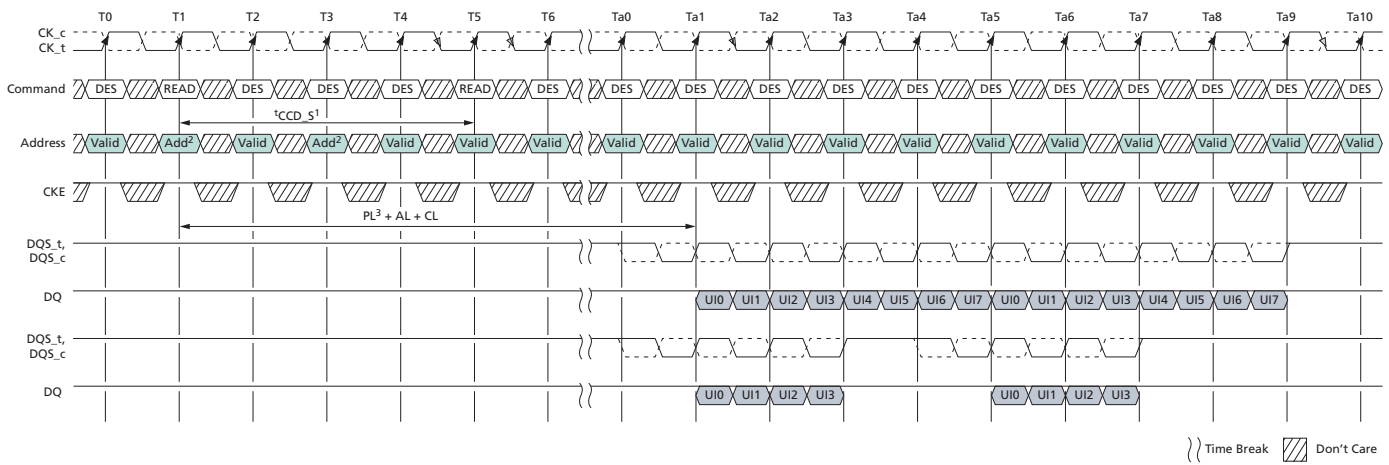 T0 T1 T2 T3 T4 T5 T6 Ta0 Ta1 Ta2 Ta3 Ta4 Ta5 Ta6 Ta7 Ta8 Ta9 Ta10
CK_c
CK_t
Command DES READ DES DES DES READ DES DES DES DES DES DES DES DES DES DES DES DES
tCCD_S1
Address Valid Add2 Valid Add2 Valid Valid Valid Valid Valid Valid Valid Valid Valid Valid Valid Valid Valid Valid
CKE
PL3 + AL + CL
DQS_t,
DQS_c
DQ UI0 UI1 UI2 UI3 UI4 UI5 UI6 UI7 UI0 UI1 UI2 UI3 UI4 UI5 UI6 UI7
DQS_t,
DQS_c
DQ UI0 UI1 UI2 UI3 UI0 UI1 UI2 UI3
Time Break Don't Care